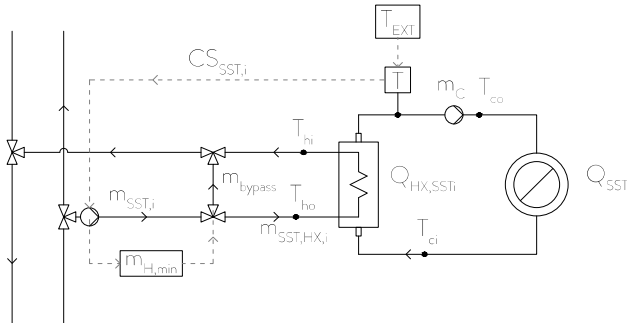 T_EXT
CS_SST,i
T
m_C
T_co
T_hi
m_bypass
Q_HX,SSTi
Q_SST
m_SST,i
T_ho
m_SST,HX,i
T_ci
m_H,min